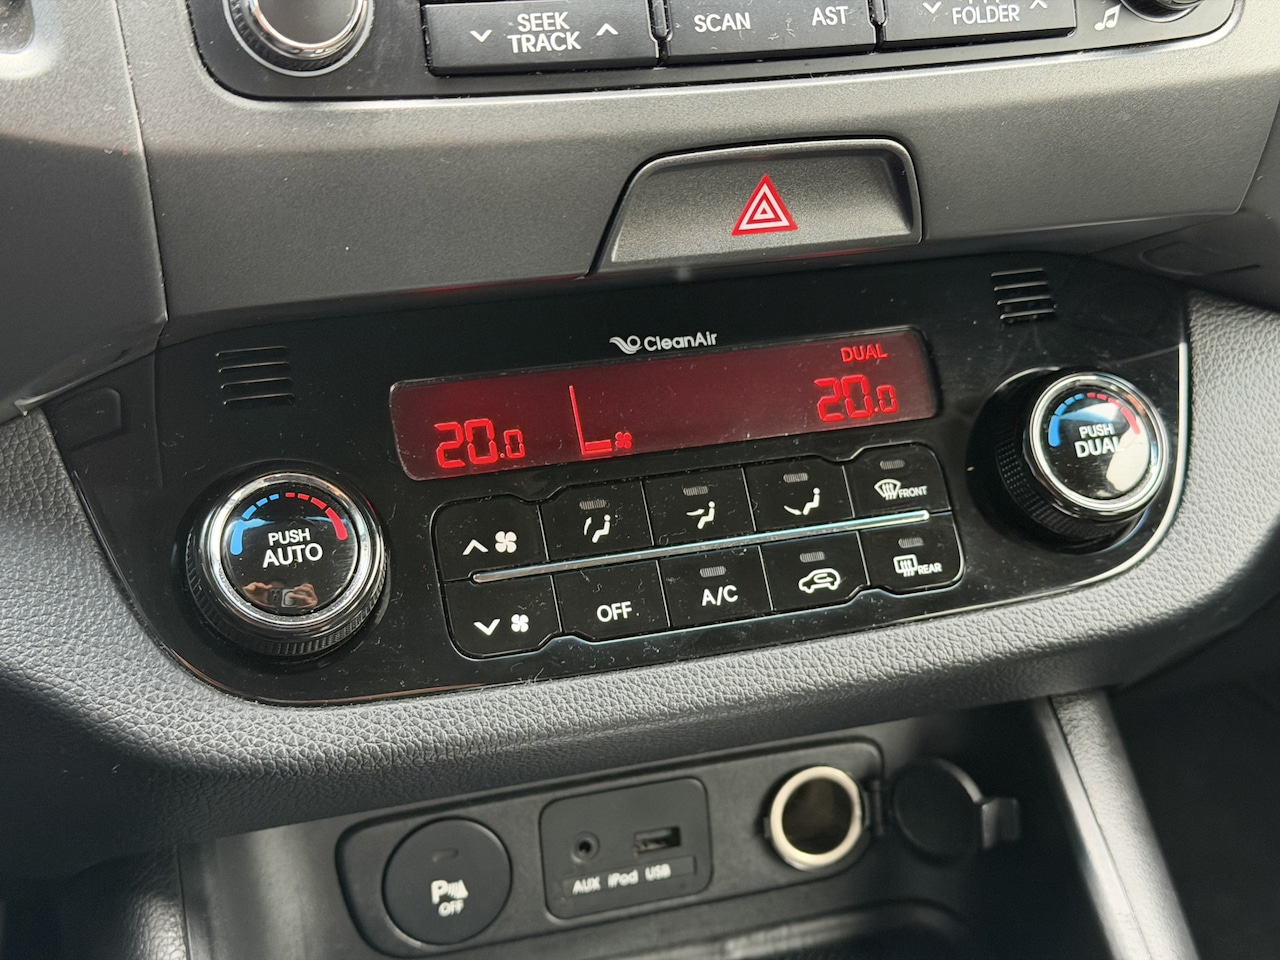 SEEK
TRACK
SCAN
AST
FOLDER
CleanAir
DUAL
20.0
20.0
PUSH
AUTO
PUSH
DUAL
FRONT
OFF
A/C
REAR
P
OFF
AUX iPod USB